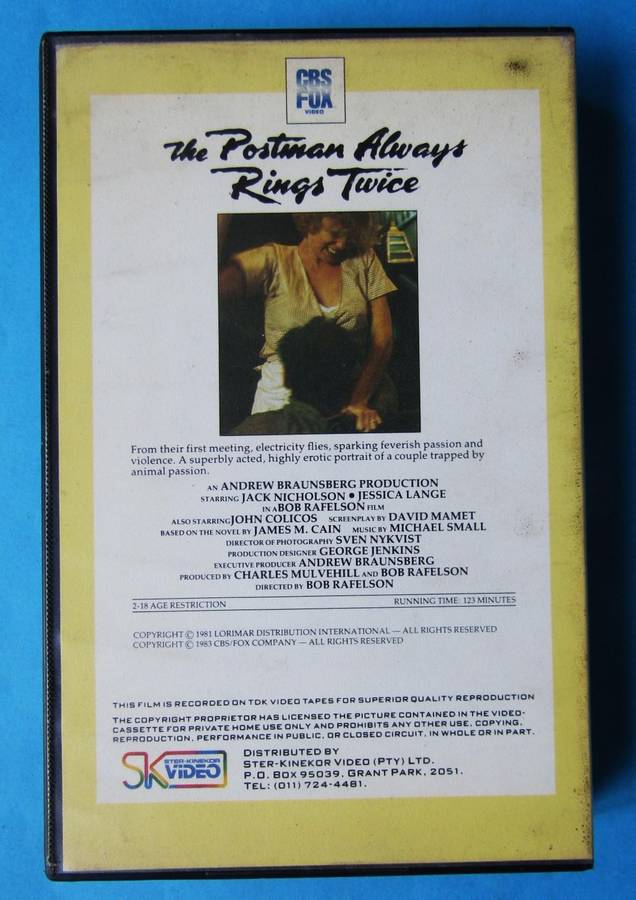 CBS
FOX
VIDEO
the Postman Always
Rings Twice
From their first meeting, electricity flies, sparking feverish passion and
violence. A superbly acted, highly erotic portrait of a couple trapped by
animal passion.
AN ANDREW BRAUNSBERG PRODUCTION
STARRING JACK NICHOLSON • JESSICA LANGE
IN A BOB RAFELSON FILM
ALSO STARRING JOHN COLICOS SCREENPLAY BY DAVID MAMET
BASED ON THE NOVEL BY JAMES M. CAIN MUSIC BY MICHAEL SMALL
DIRECTOR OF PHOTOGRAPHY SVEN NYKVIST
PRODUCTION DESIGNER GEORGE JENKINS
EXECUTIVE PRODUCER ANDREW BRAUNSBERG
PRODUCED BY CHARLES MULVEHILL AND BOB RAFELSON
DIRECTED BY BOB RAFELSON
2-18 AGE RESTRICTION RUNNING TIME: 123 MINUTES
COPYRIGHT © 1981 LORIMAR DISTRIBUTION INTERNATIONAL — ALL RIGHTS RESERVED
COPYRIGHT © 1983 CBS/FOX COMPANY — ALL RIGHTS RESERVED
THIS FILM IS RECORDED ON TDK VIDEO TAPES FOR SUPERIOR QUALITY REPRODUCTION
THE COPYRIGHT PROPRIETOR HAS LICENSED THE PICTURE CONTAINED IN THE VIDEO-
CASSETTE FOR PRIVATE HOME USE ONLY AND PROHIBITS ANY OTHER USE, COPYING,
REPRODUCTION, PERFORMANCE IN PUBLIC, OR CLOSED CIRCUIT, IN WHOLE OR IN PART.
SK STER-KINEKOR
VIDEO
DISTRIBUTED BY
STER-KINEKOR VIDEO (PTY) LTD.
P.O. BOX 95039, GRANT PARK, 2051.
TEL: (011) 724-4481.